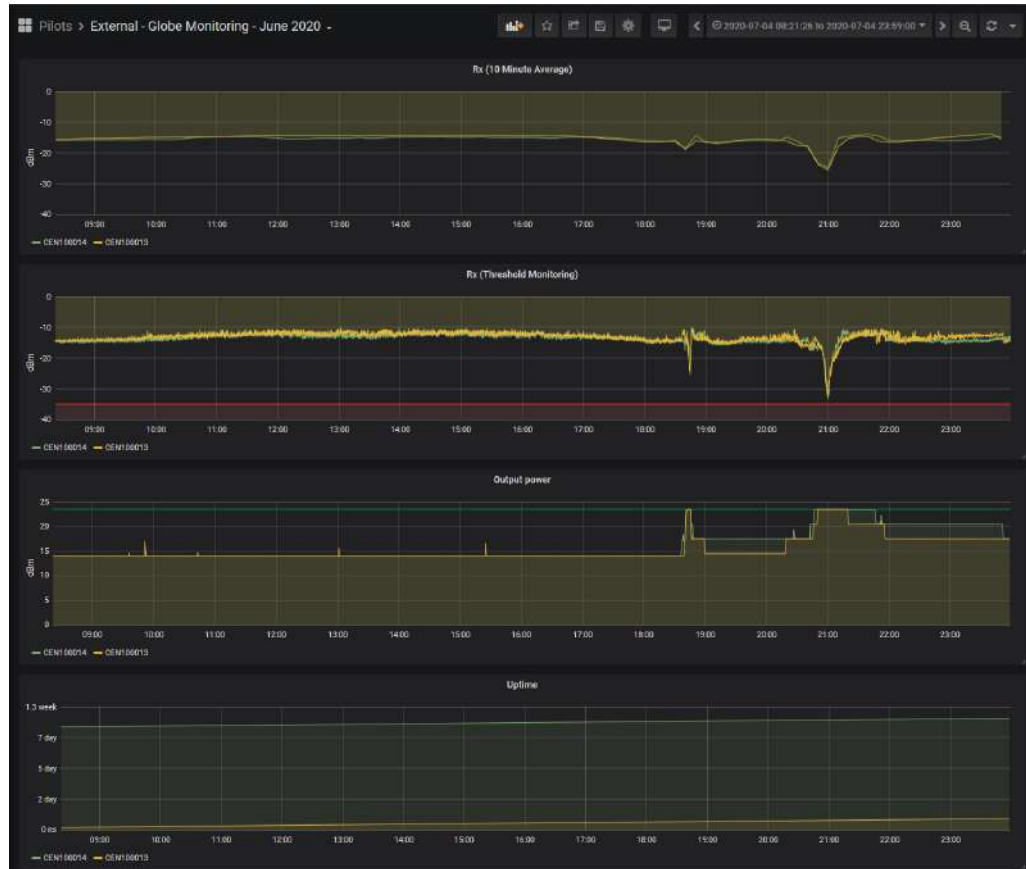 Pilots > External - Globe Monitoring - June 2020
2020-07-04 08:21:26 to 2020-07-04 23:59:00
Rx (10 Minute Average)
0
-10
-20
-30
-40
dBm
09:00 10:00 11:00 12:00 13:00 14:00 15:00 16:00 17:00 18:00 19:00 20:00 21:00 22:00 23:00
CEN100014 CEN100013
Rx (Threshold Monitoring)
0
-10
-20
-30
-40
dBm
09:00 10:00 11:00 12:00 13:00 14:00 15:00 16:00 17:00 18:00 19:00 20:00 21:00 22:00 23:00
CEN100014 CEN100013
Output power
25
20
15
10
5
0
dBm
09:00 10:00 11:00 12:00 13:00 14:00 15:00 16:00 17:00 18:00 19:00 20:00 21:00 22:00 23:00
CEN100014 CEN100013
Uptime
1.3 week
7 day
5 day
2 day
0 ms
09:00 10:00 11:00 12:00 13:00 14:00 15:00 16:00 17:00 18:00 19:00 20:00 21:00 22:00 23:00
CEN100014 CEN100013